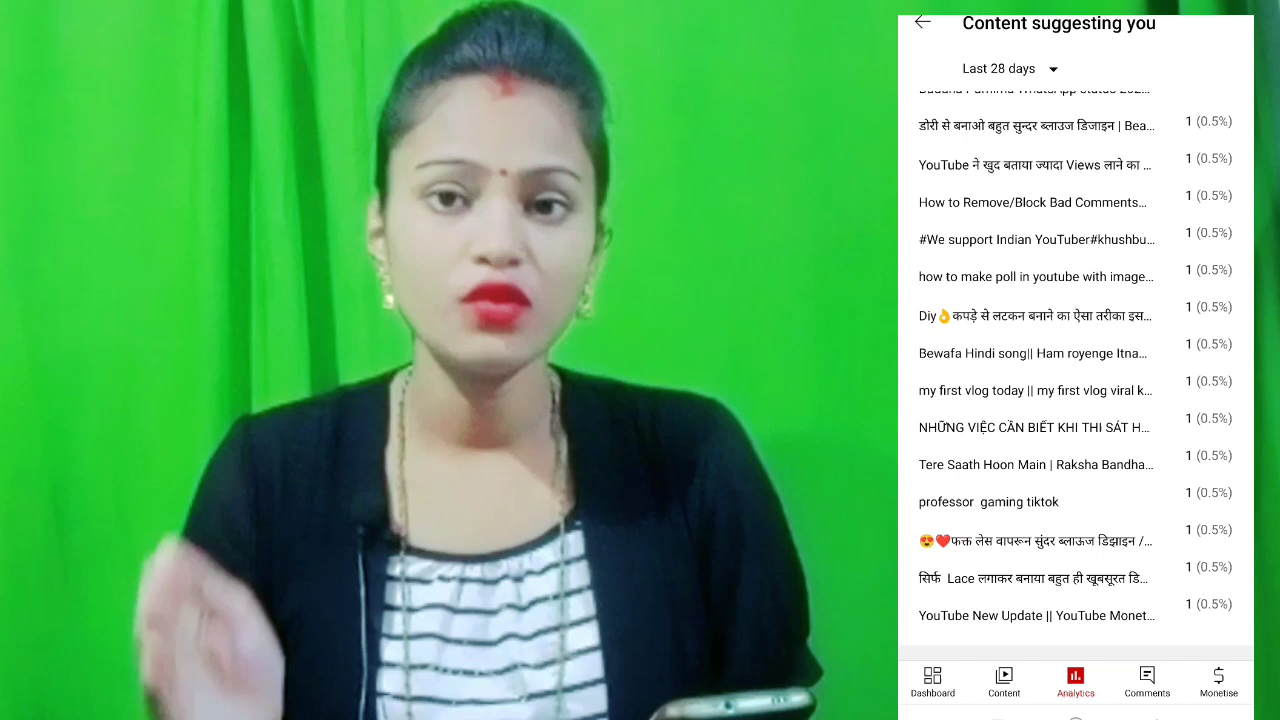 Content suggesting you
Last 28 days
डोरी से बनाओ बहुत सुन्दर ब्लाउज डिजाइन | Bea... 1 (0.5%)
YouTube ने खुद बताया ज्यादा Views लाने का ... 1 (0.5%)
How to Remove/Block Bad Comments... 1 (0.5%)
#We support Indian YouTuber#khushbu... 1 (0.5%)
how to make poll in youtube with image... 1 (0.5%)
Diy👌कपड़े से लटकन बनाने का ऐसा तरीका इस... 1 (0.5%)
Bewafa Hindi song|| Ham royenge Itna... 1 (0.5%)
my first vlog today || my first vlog viral k... 1 (0.5%)
NHỮNG VIỆC CẦN BIẾT KHI THI SÁT H... 1 (0.5%)
Tere Saath Hoon Main | Raksha Bandha... 1 (0.5%)
professor gaming tiktok 1 (0.5%)
😍❤️फक्त लेस वापरून सुंदर ब्लाऊज डिझाइन /... 1 (0.5%)
सिर्फ Lace लगाकर बनाया बहुत ही खूबसूरत डि... 1 (0.5%)
YouTube New Update || YouTube Monet... 1 (0.5%)
Dashboard Content Analytics Comments Monetise